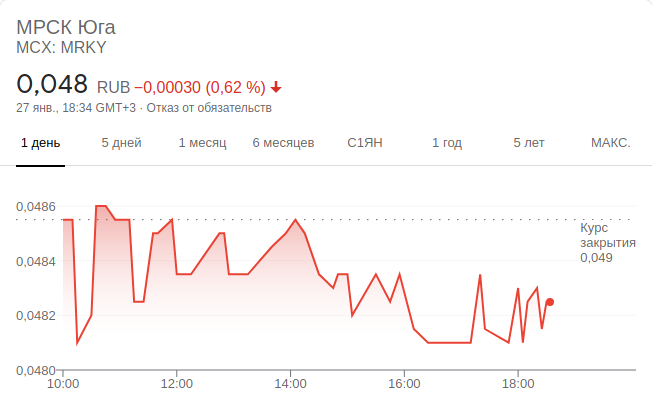 МРСК Юга
MCX: MRKY
0,048 RUB −0,00030 (0,62 %)
27 янв., 18:34 GMT+3 · Отказ от обязательств
1 день 5 дней 1 месяц 6 месяцев С1ЯН 1 год 5 лет МАКС.
0,0486
Курс
закрытия
0,049
0,0484
0,0482
0,0480
10:00 12:00 14:00 16:00 18:00